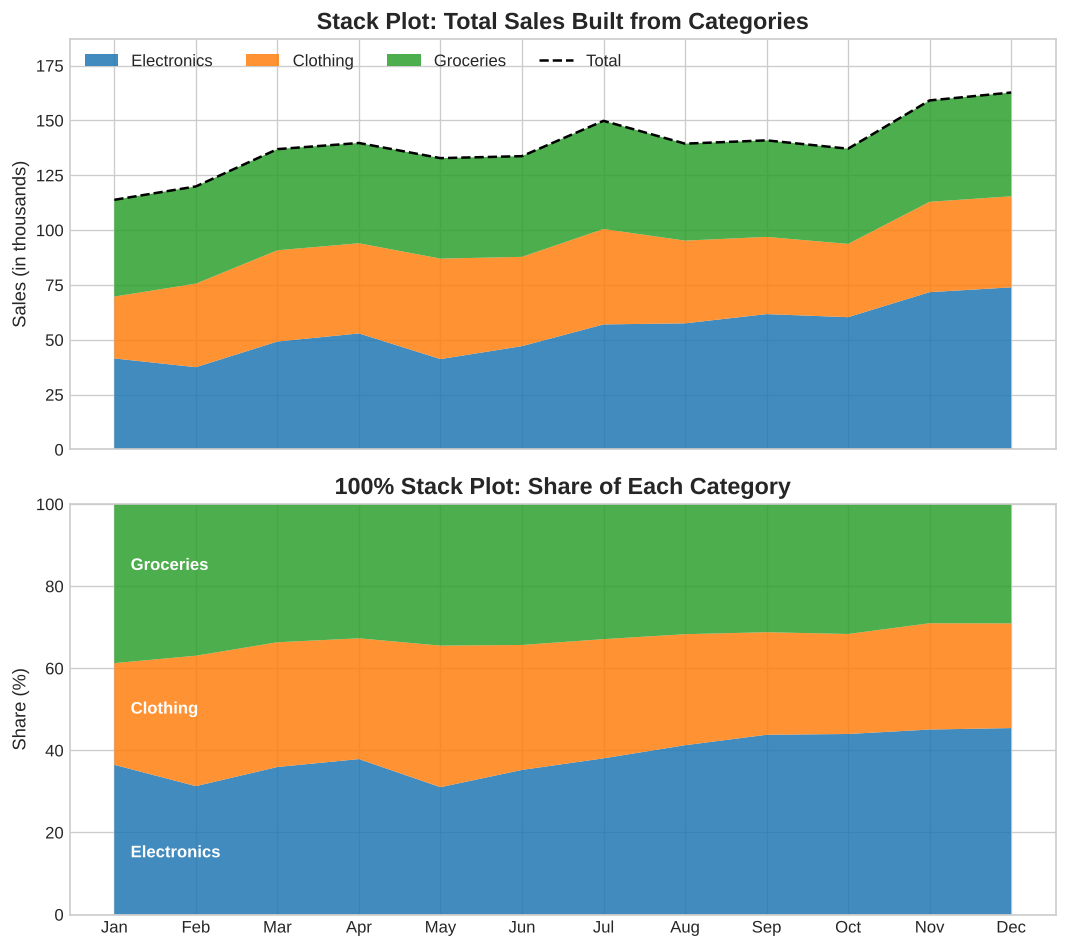 Stack Plot: Total Sales Built from Categories
Electronics Clothing Groceries Total
175
150
125
100
75
50
25
0
Sales (in thousands)
100% Stack Plot: Share of Each Category
100
80
60
40
20
0
Share (%)
Groceries
Clothing
Electronics
Jan Feb Mar Apr May Jun Jul Aug Sep Oct Nov Dec